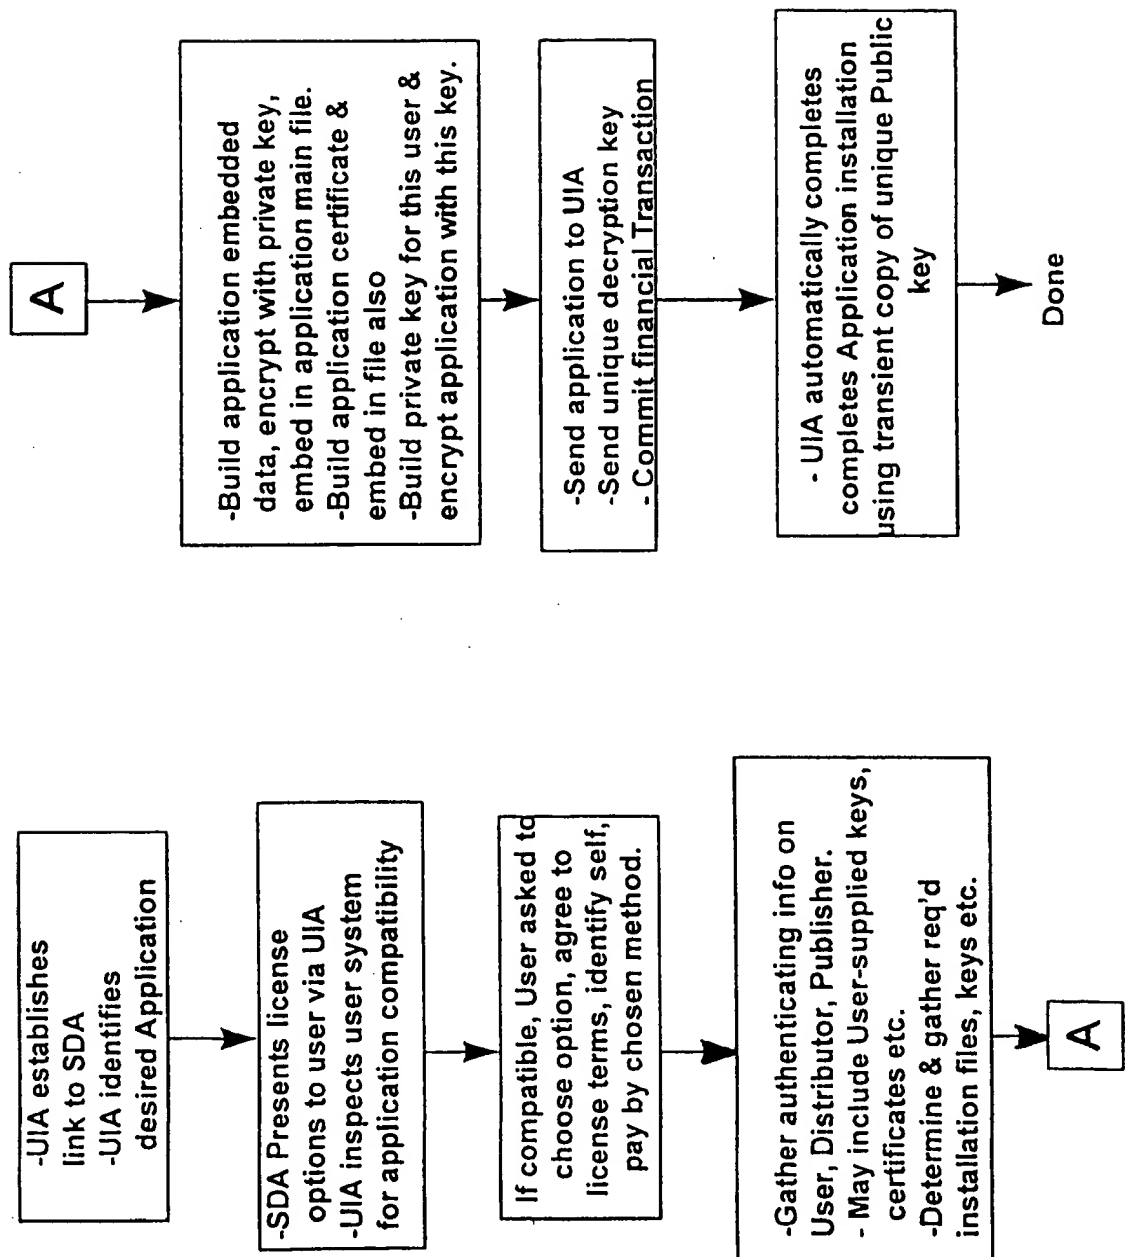 -UIA establishes
link to SDA
-UIA identifies
desired Application
-SDA Presents license
options to user via UIA
-UIA inspects user system
for application compatibility
If compatible, User asked to
choose option, agree to
license terms, identify self,
pay by chosen method.
-Gather authenticating info on
User, Distributor, Publisher.
- May include User-supplied keys,
certificates etc.
-Determine & gather req'd
installation files, keys etc.
A
A
-Build application embedded
data, encrypt with private key,
embed in application main file.
-Build application certificate &
embed in file also
-Build private key for this user &
encrypt application with this key.
-Send application to UIA
-Send unique decryption key
- Commit financial Transaction
- UIA automatically completes
completes Application installation
using transient copy of unique Public
key
Done